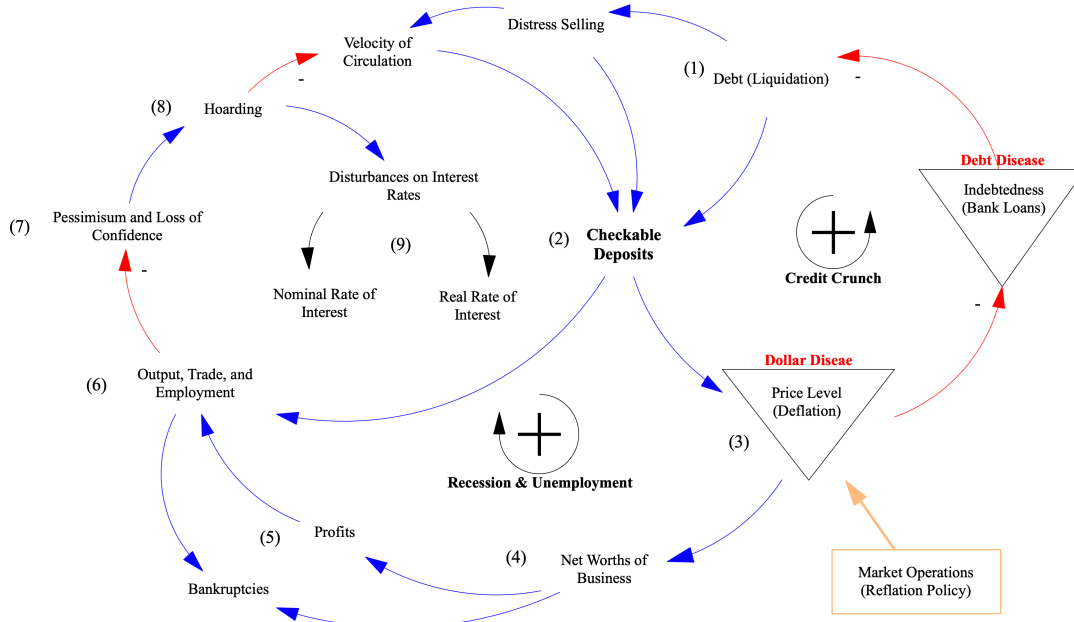 Distress Selling
Velocity of
Circulation
-
(1)
Debt (Liquidation)
-
(8)
Hoarding
Debt Disease
Indebtedness
(Bank Loans)
Disturbances on Interest
Rates
(7)
Pessimisum and Loss of
Confidence
-
(9)
(2)
Checkable
Deposits
Credit Crunch
-
Nominal Rate of
Interest
Real Rate of
Interest
Dollar Diseae
Price Level
(Deflation)
(6)
Output, Trade, and
Employment
(3)
Recession & Unemployment
(5)
Profits
(4)
Net Worths of
Business
Bankruptcies
Market Operations
(Reflation Policy)